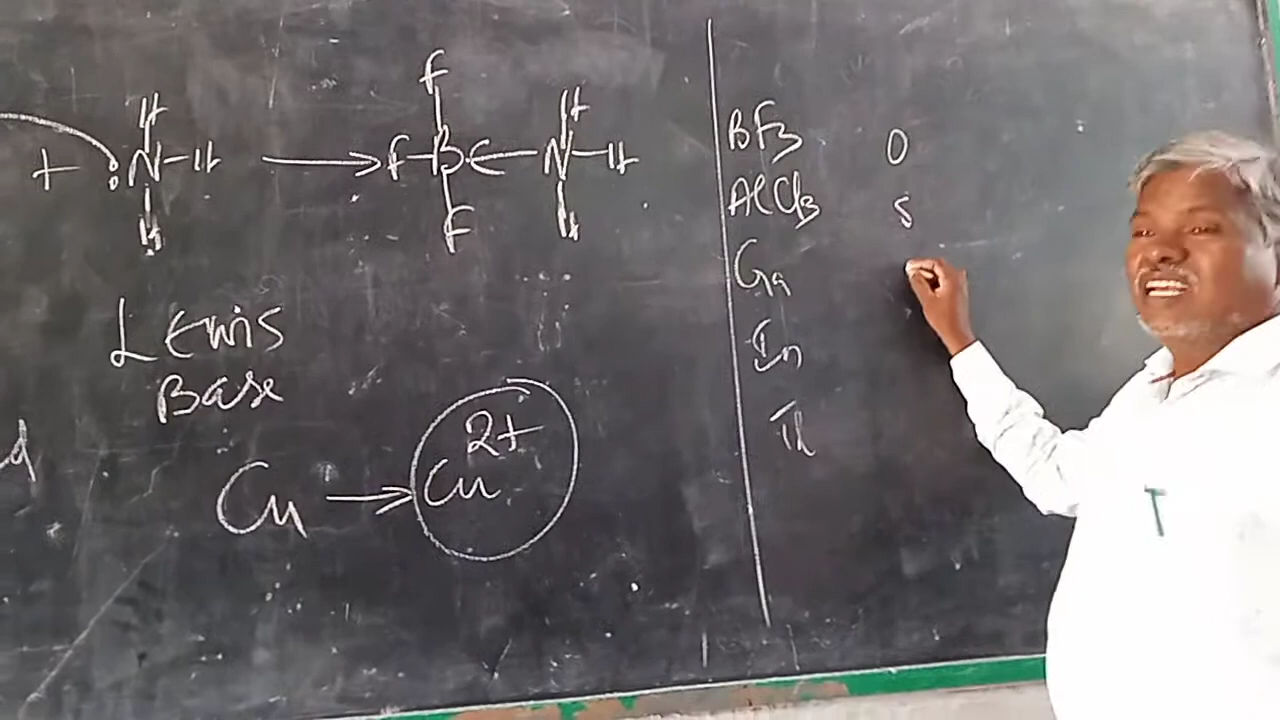 H H
F
+ :N-H → F-B←N-H
H F H
Lewis
Base
d
Cu → Cu2+
BF3 O
AlCl3 S
Ga
In
Tl